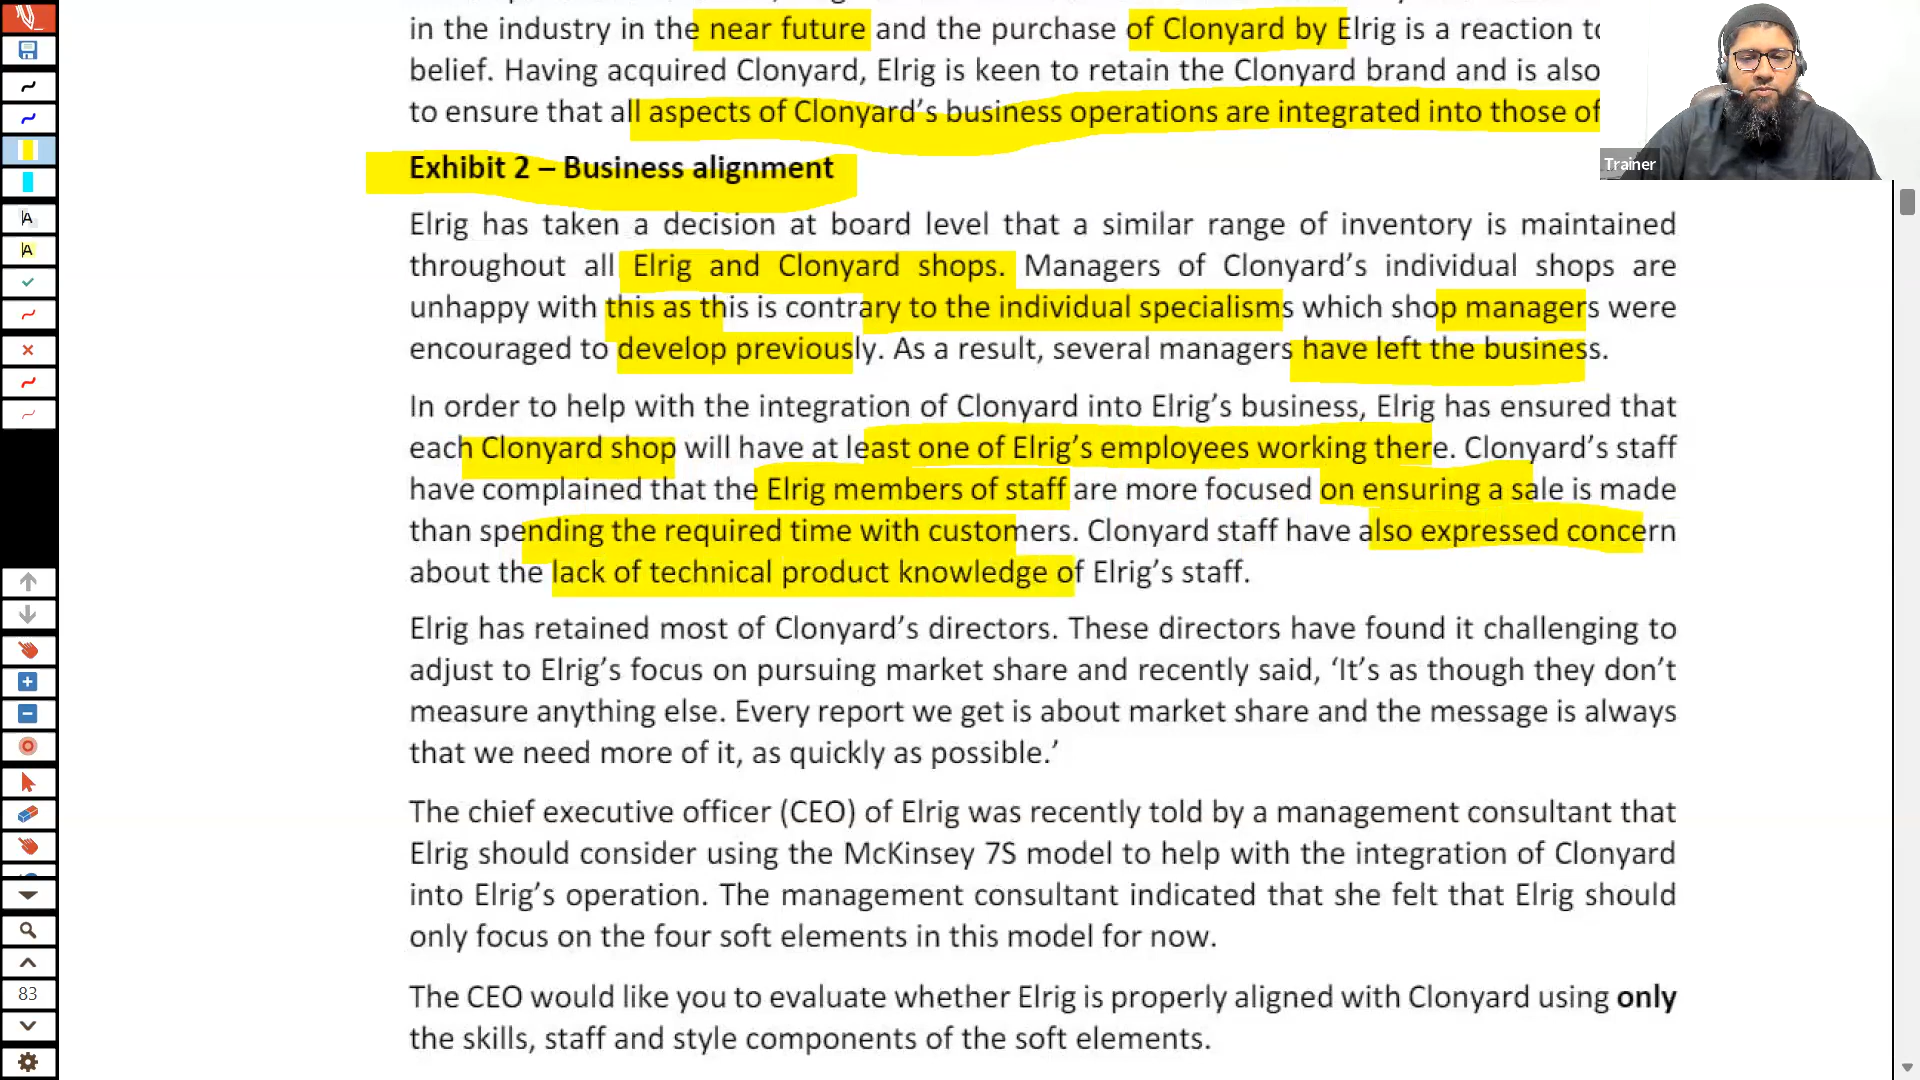 in the industry in the near future and the purchase of Clonyard by Elrig is a reaction to
belief. Having acquired Clonyard, Elrig is keen to retain the Clonyard brand and is also
to ensure that all aspects of Clonyard's business operations are integrated into those of
Trainer
Exhibit 2 – Business alignment
Elrig has taken a decision at board level that a similar range of inventory is maintained
throughout all Elrig and Clonyard shops. Managers of Clonyard's individual shops are
unhappy with this as this is contrary to the individual specialisms which shop managers were
encouraged to develop previously. As a result, several managers have left the business.
In order to help with the integration of Clonyard into Elrig's business, Elrig has ensured that
each Clonyard shop will have at least one of Elrig's employees working there. Clonyard's staff
have complained that the Elrig members of staff are more focused on ensuring a sale is made
than spending the required time with customers. Clonyard staff have also expressed concern
about the lack of technical product knowledge of Elrig's staff.
Elrig has retained most of Clonyard's directors. These directors have found it challenging to
adjust to Elrig's focus on pursuing market share and recently said, 'It's as though they don't
measure anything else. Every report we get is about market share and the message is always
that we need more of it, as quickly as possible.'
The chief executive officer (CEO) of Elrig was recently told by a management consultant that
Elrig should consider using the McKinsey 7S model to help with the integration of Clonyard
into Elrig's operation. The management consultant indicated that she felt that Elrig should
only focus on the four soft elements in this model for now.
The CEO would like you to evaluate whether Elrig is properly aligned with Clonyard using only
the skills, staff and style components of the soft elements.
A
A
83